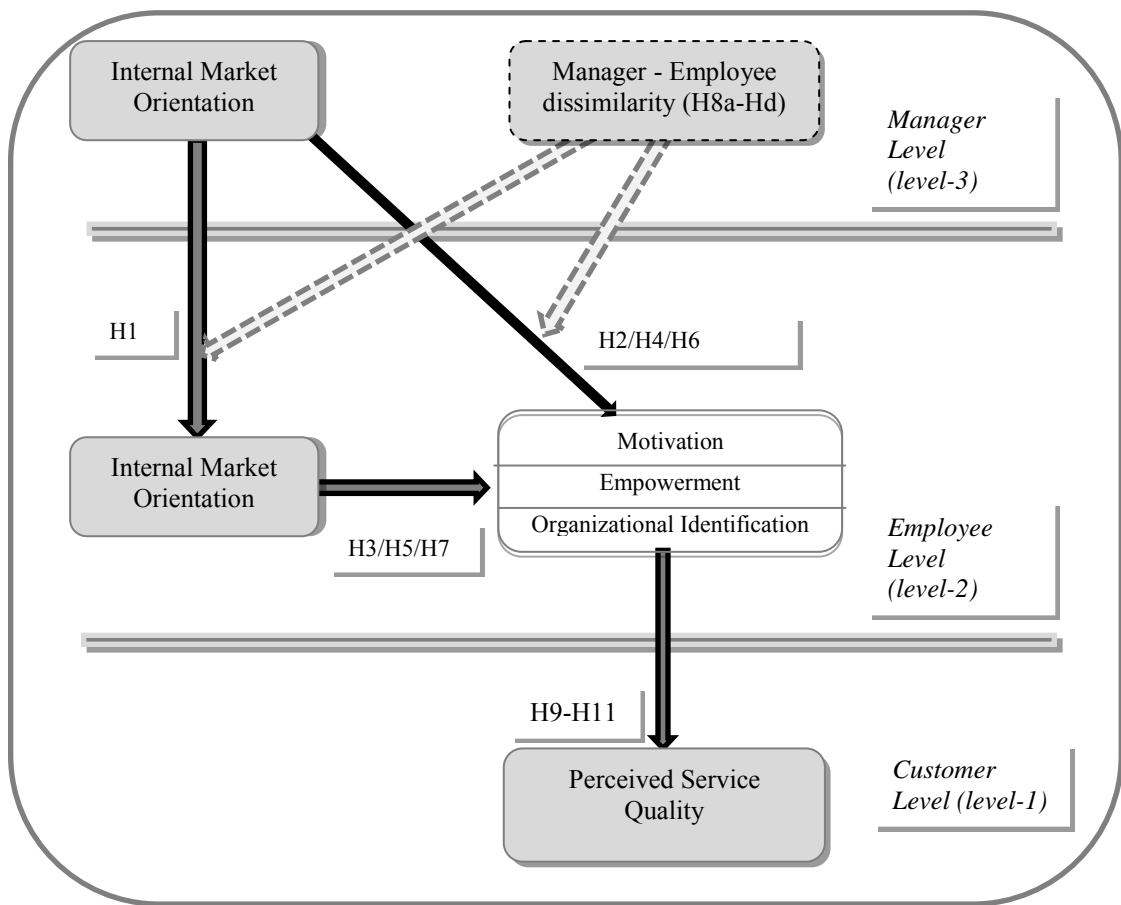 Internal Market
Orientation
Manager - Employee
dissimilarity (H8a-Hd)
Manager
Level
(level-3)
H1
H2/H4/H6
Internal Market
Orientation
Motivation
Empowerment
Organizational Identification
H3/H5/H7
Employee
Level
(level-2)
H9-H11
Perceived Service
Quality
Customer
Level (level-1)